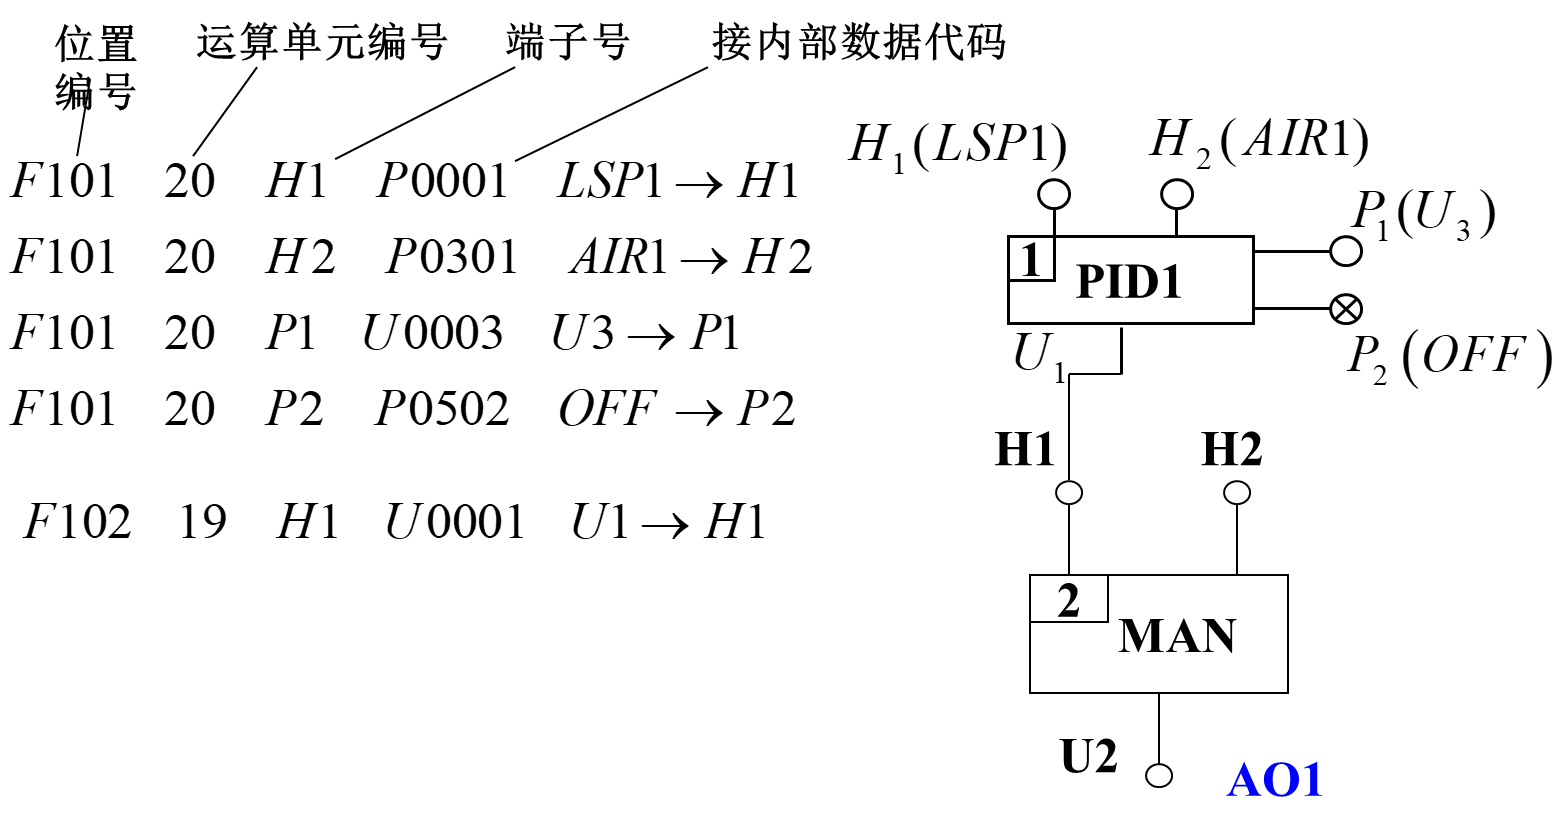 位置
编号
运算单元编号 端子号 接内部数据代码
F101 20 H1 P0001 LSP1 → H1
F101 20 H2 P0301 AIR1 → H2
F101 20 P1 U0003 U3 → P1
F101 20 P2 P0502 OFF → P2
F102 19 H1 U0001 U1 → H1
H₁(LSP1) H₂(AIR1)
P₁(U₃)
1 PID1
P₂(OFF)
U₁
H1 H2
2
MAN
U2 AO1